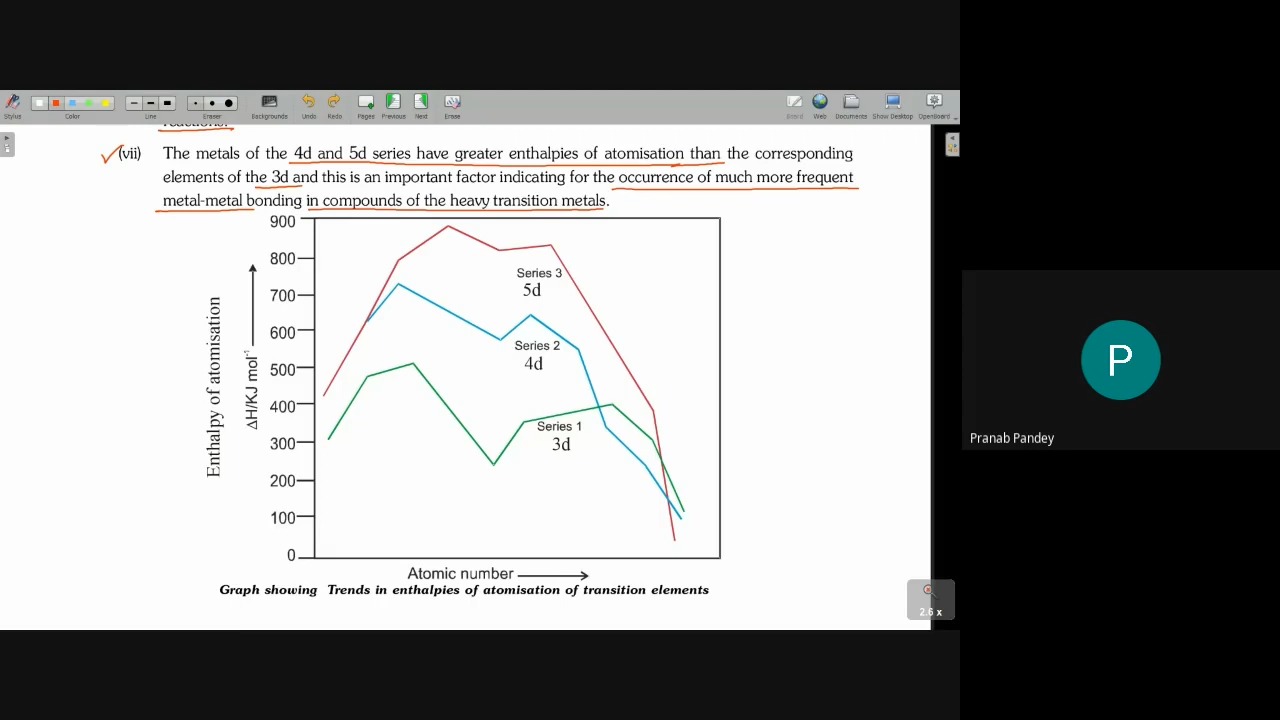 Stylus
Color
Line
Eraser
Backgrounds
Undo
Redo
Pages
Previous
Next
Erase
Board
Web
Documents
Show Desktop
OpenBoard
reactions.
(vii) The metals of the 4d and 5d series have greater enthalpies of atomisation than the corresponding
elements of the 3d and this is an important factor indicating for the occurrence of much more frequent
metal-metal bonding in compounds of the heavy transition metals.
900
800
700
600
500
400
300
200
100
0
Enthalpy of atomisation
ΔH/KJ mol⁻¹
Series 3
5d
Series 2
4d
Series 1
3d
Atomic number
Graph showing Trends in enthalpies of atomisation of transition elements
2.6 x
P
Pranab Pandey